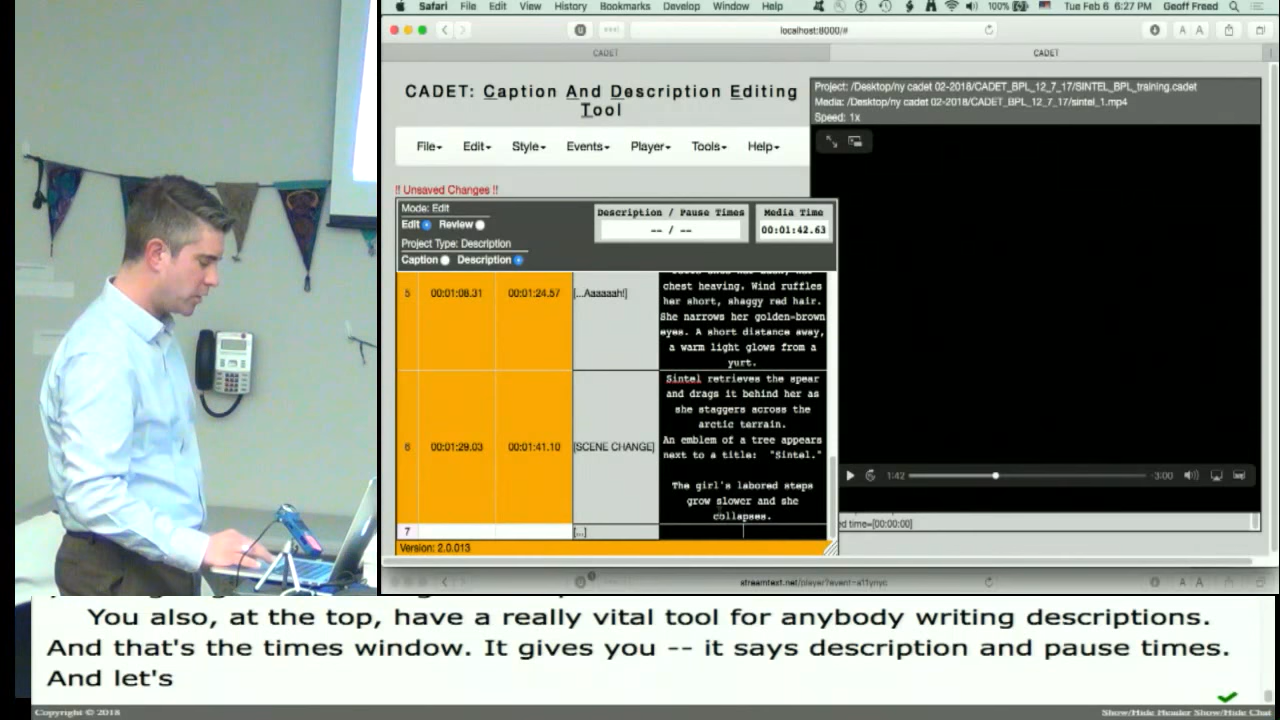 Safari File Edit View History Bookmarks Develop Window Help 100% Tue Feb 6 6:27 PM Geoff Freed
localhost:8000/#
CADET
CADET
CADET: Caption And Description Editing
Tool
File Edit Style Events Player Tools Help
!! Unsaved Changes !!
Mode: Edit
Edit Review
Project Type: Description
Caption Description
Description / Pause Times
-- / --
Media Time
00:01:42.63
5 00:01:08.31 00:01:24.57 [...Aaaaaah!]
chest heaving. Wind ruffles
her short, shaggy red hair.
She narrows her golden-brown
eyes. A short distance away,
a warm light glows from a
yurt.
6 00:01:29.03 00:01:41.10 [SCENE CHANGE]
Sintel retrieves the spear
and drags it behind her as
she staggers across the
arctic terrain.
An emblem of a tree appears
next to a title: "Sintel."
The girl's labored steps
grow slower and she
collapses.
7 [...]
Version: 2.0.013
Project: /Desktop/ny cadet 02-2018/CADET_BPL_12_7_17/SINTEL_BPL_training.cadet
Media: /Desktop/ny cadet 02-2018/CADET_BPL_12_7_17/sintel_1.mp4
Speed: 1x
1:42 -3:00
ed time=[00:00:00]
streamtest.net/player?event=a11ynyc
You also, at the top, have a really vital tool for anybody writing descriptions.
And that's the times window. It gives you -- it says description and pause times.
And let's
Copyright © 2018
Show/Hide Header Show/Hide Chat